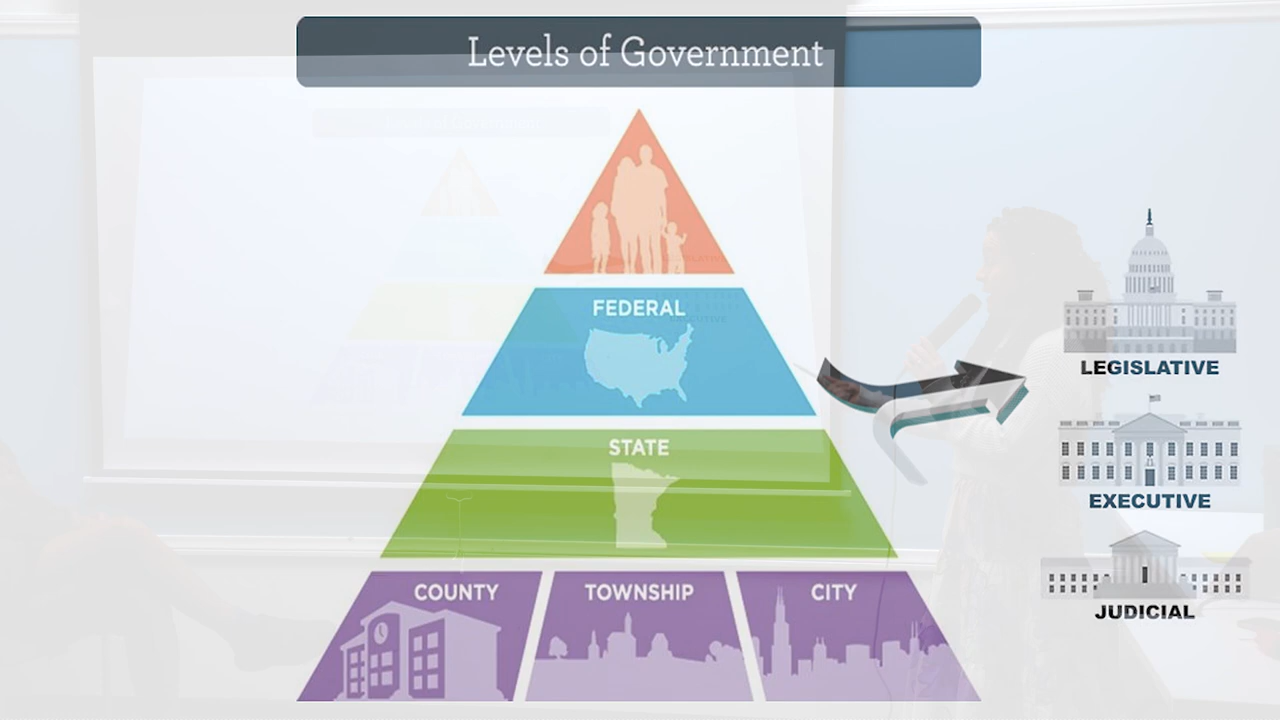 Levels of Government
FEDERAL
STATE
COUNTY
TOWNSHIP
CITY
LEGISLATIVE
EXECUTIVE
JUDICIAL